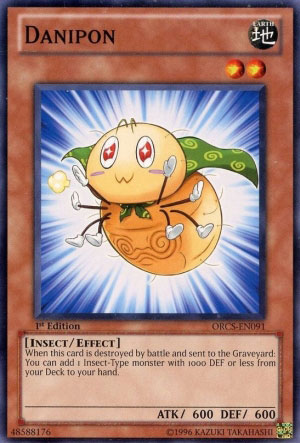 DANIPON
EARTH
地
1st Edition
ORCS-EN091
[INSECT/EFFECT]
When this card is destroyed by battle and sent to the Graveyard:
You can add 1 Insect-Type monster with 1000 DEF or less from
your Deck to your hand.
ATK/ 600 DEF/ 600
48588176
©1996 KAZUKI TAKAHASHI